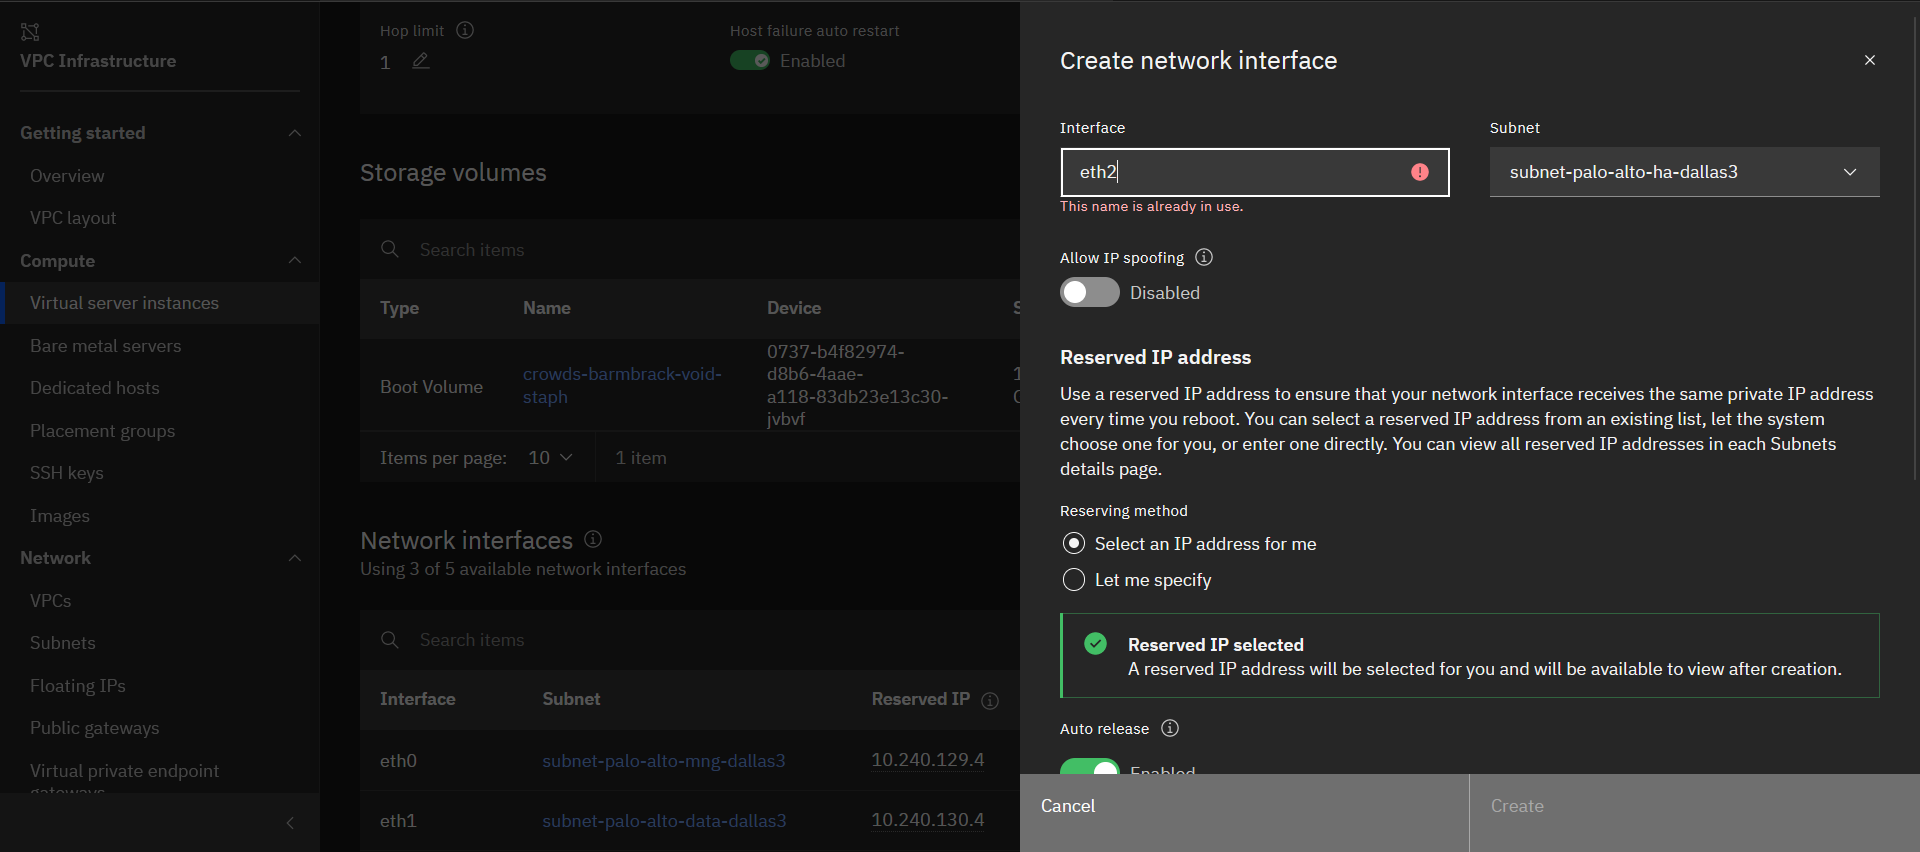 VPC Infrastructure
Getting started
Overview
VPC layout
Compute
Virtual server instances
Bare metal servers
Dedicated hosts
Placement groups
SSH keys
Images
Network
VPCs
Subnets
Floating IPs
Public gateways
Virtual private endpoint
gateways
Hop limit
1
Host failure auto restart
Enabled
Storage volumes
Search items
Type Name Device S
Boot Volume
crowds-barmbrack-void-
staph
0737-b4f82974-
d8b6-4aae-
a118-83db23e13c30-
jvbvf
1
Items per page: 10 1 item
Network interfaces
Using 3 of 5 available network interfaces
Search items
Interface Subnet Reserved IP
eth0 subnet-palo-alto-mng-dallas3 10.240.129.4
eth1 subnet-palo-alto-data-dallas3 10.240.130.4
Create network interface
Interface
eth2
This name is already in use.
Subnet
subnet-palo-alto-ha-dallas3
Allow IP spoofing
Disabled
Reserved IP address
Use a reserved IP address to ensure that your network interface receives the same private IP address
every time you reboot. You can select a reserved IP address from an existing list, let the system
choose one for you, or enter one directly. You can view all reserved IP addresses in each Subnets
details page.
Reserving method
Select an IP address for me
Let me specify
Reserved IP selected
A reserved IP address will be selected for you and will be available to view after creation.
Auto release
Enabled
Cancel
Create